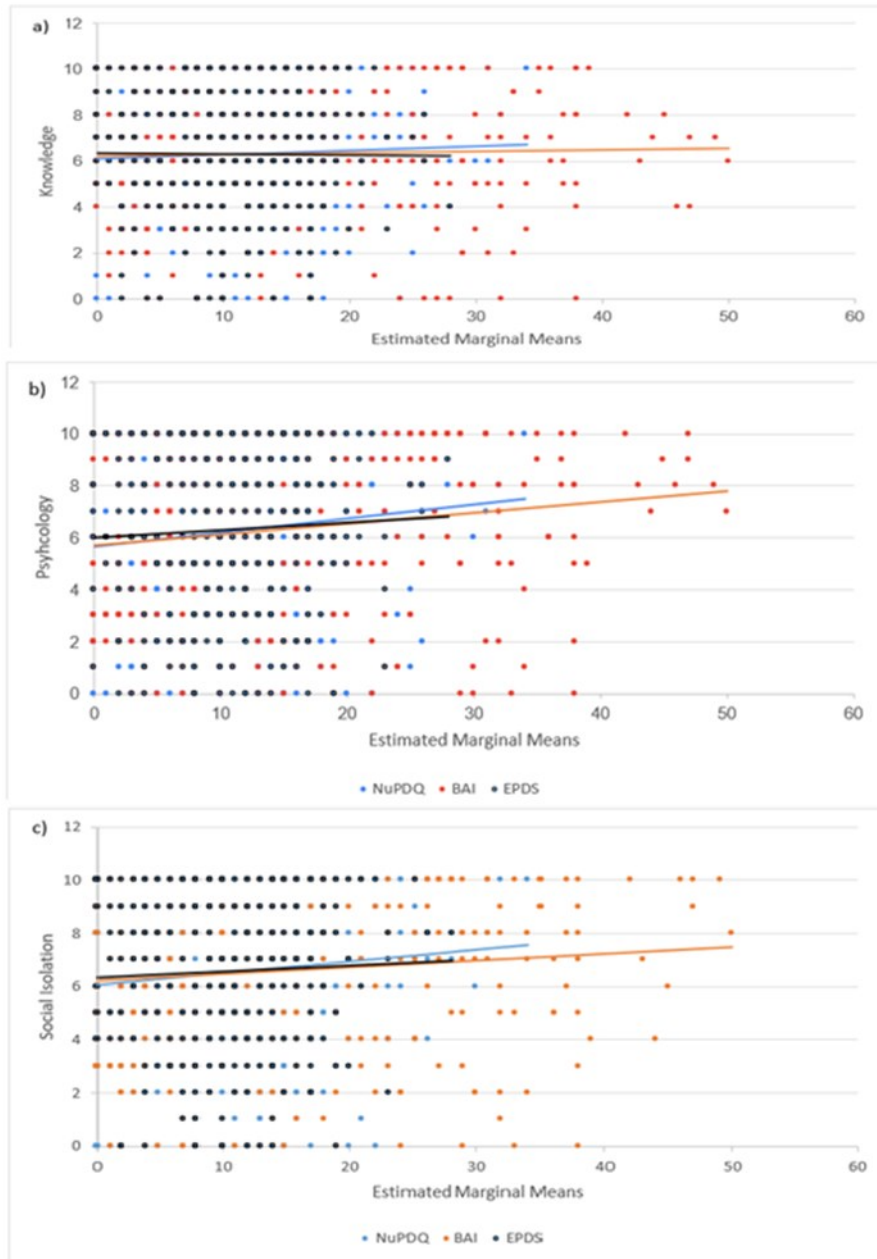 a)
12
10
8
6
4
2
0
Knowledge
0 10 20 30 40 50 60
Estimated Marginal Means
b)
12
10
8
6
4
2
0
Psyhcology
0 10 20 30 40 50 60
Estimated Marginal Means
NuPDQ BAI EPDS
c)
12
10
8
6
4
2
0
Social Isolation
0 10 20 30 40 50 60
Estimated Marginal Means
NuPDQ BAI EPDS